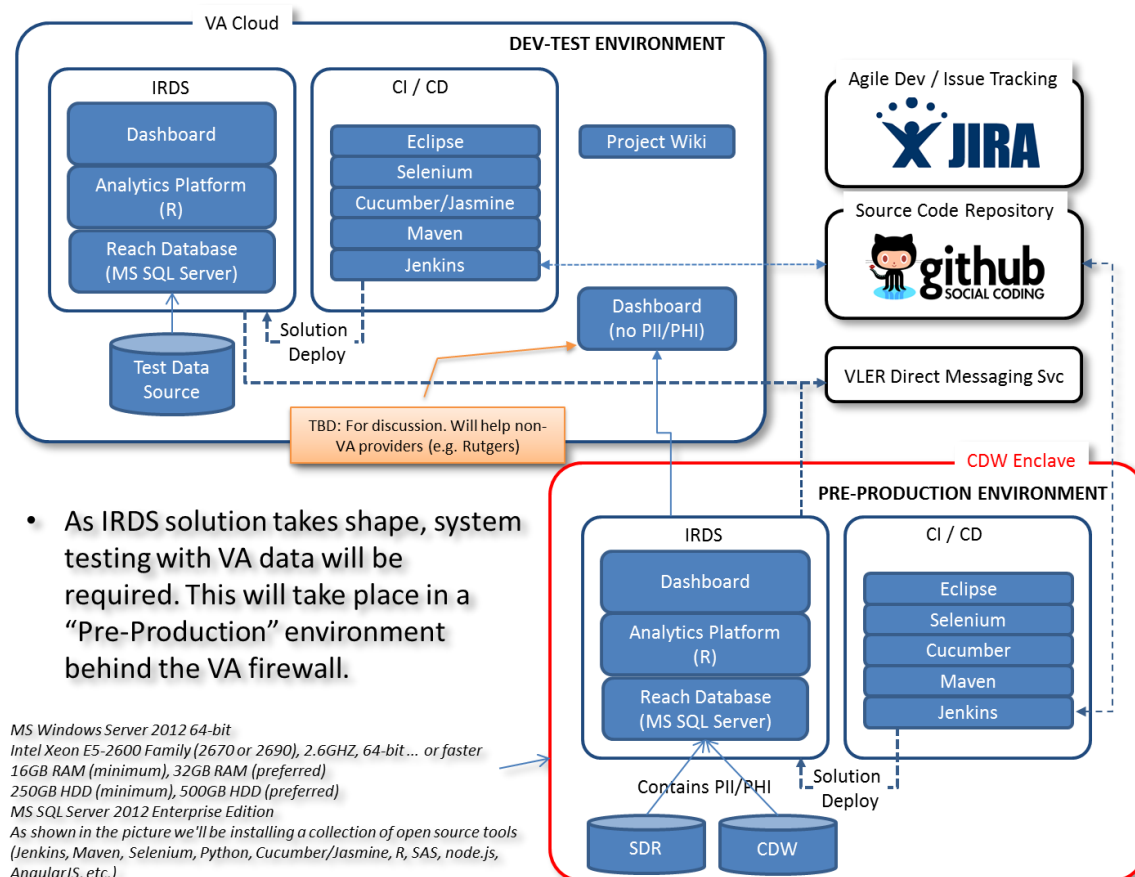 VA Cloud
DEV-TEST ENVIRONMENT
IRDS
Dashboard
Analytics Platform
(R)
Reach Database
(MS SQL Server)
Test Data
Source
CI / CD
Eclipse
Selenium
Cucumber/Jasmine
Maven
Jenkins
Solution
Deploy
Project Wiki
Dashboard
(no PII/PHI)
TBD: For discussion. Will help non-
VA providers (e.g. Rutgers)
Agile Dev / Issue Tracking
JIRA
Source Code Repository
github
SOCIAL CODING
VLER Direct Messaging Svc
CDW Enclave
PRE-PRODUCTION ENVIRONMENT
IRDS
Dashboard
Analytics Platform
(R)
Reach Database
(MS SQL Server)
Contains PII/PHI
SDR
CDW
CI / CD
Eclipse
Selenium
Cucumber
Maven
Jenkins
Solution
Deploy
• As IRDS solution takes shape, system
testing with VA data will be
required. This will take place in a
“Pre-Production” environment
behind the VA firewall.
MS Windows Server 2012 64-bit
Intel Xeon E5-2600 Family (2670 or 2690), 2.6GHZ, 64-bit ... or faster
16GB RAM (minimum), 32GB RAM (preferred)
250GB HDD (minimum), 500GB HDD (preferred)
MS SQL Server 2012 Enterprise Edition
As shown in the picture we'll be installing a collection of open source tools
(Jenkins, Maven, Selenium, Python, Cucumber/Jasmine, R, SAS, node.js,
AngularJS, etc.)